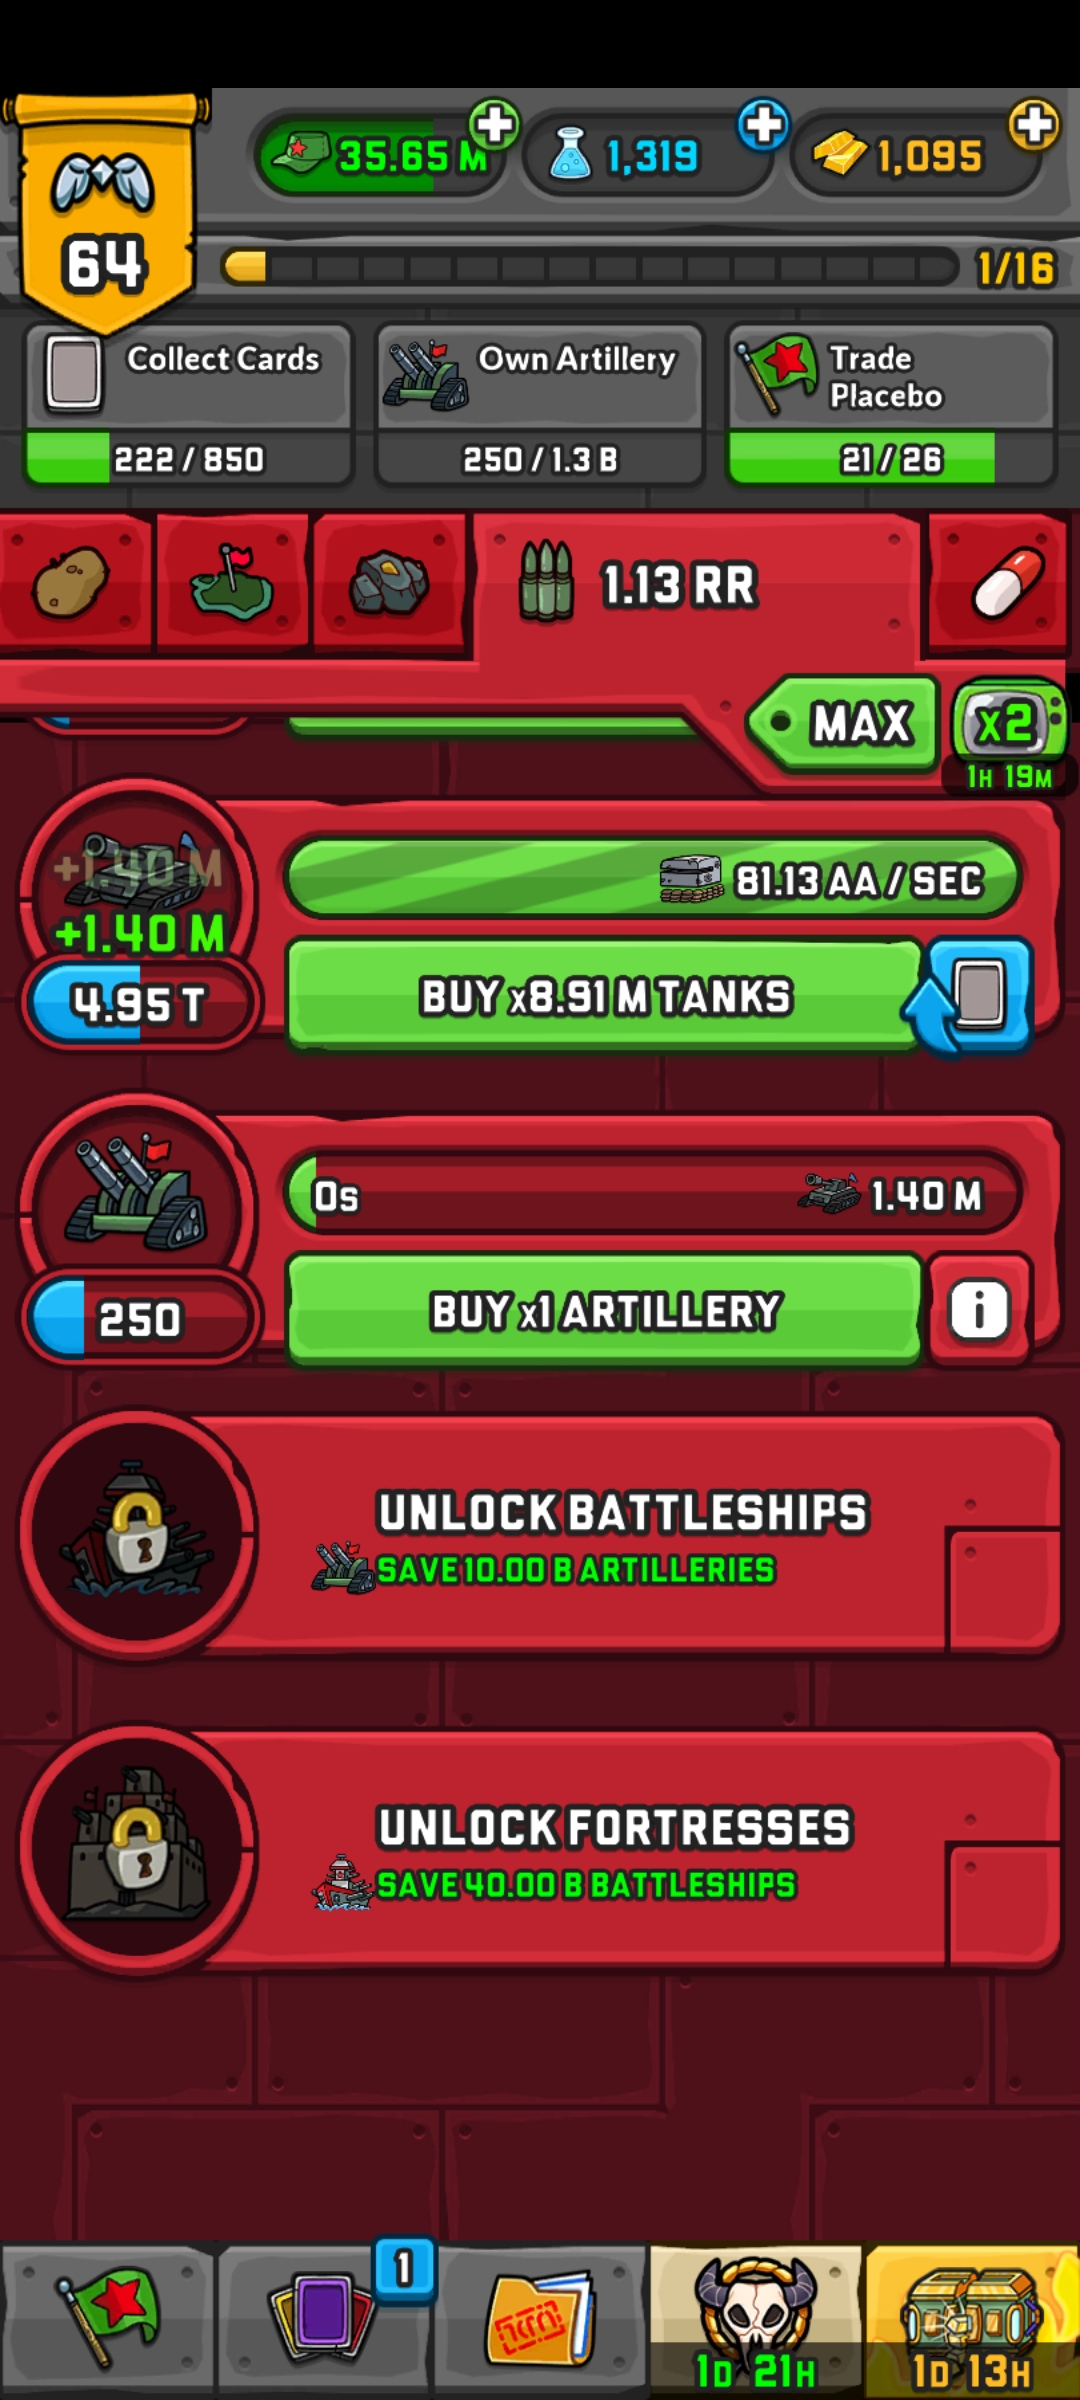 64
35.65 M
1,319
1,095
1/16
Collect Cards
222 / 850
Own Artillery
250 / 1.3 B
Trade
Placebo
21 / 26
1.13 RR
MAX
x2
1H 19M
+1.40 M
+1.40 M
4.95 T
81.13 AA / SEC
BUY x8.91 M TANKS
0s
1.40 M
250
BUY x1 ARTILLERY
i
UNLOCK BATTLESHIPS
SAVE 10.00 B ARTILLERIES
UNLOCK FORTRESSES
SAVE 40.00 B BATTLESHIPS
1
1D 21H
1D 13H